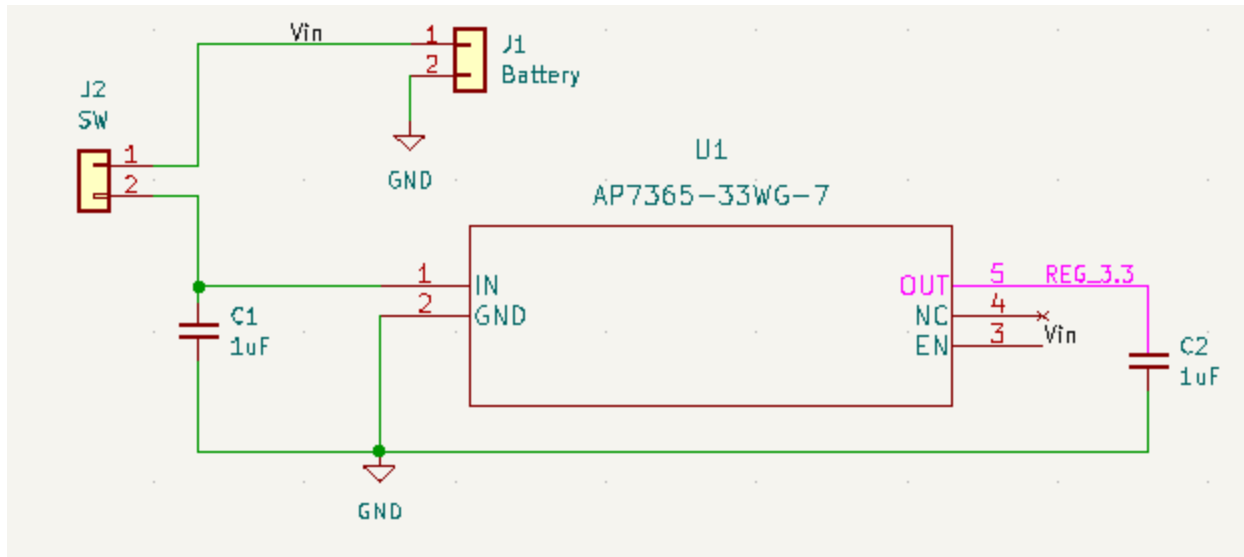 Vin
1
2
J1
Battery
J2
SW
1
2
GND
U1
AP7365-33WG-7
1
IN
2
GND
OUT
5
REG_3.3
NC
4
EN
3
Vin
C1
1uF
C2
1uF
GND